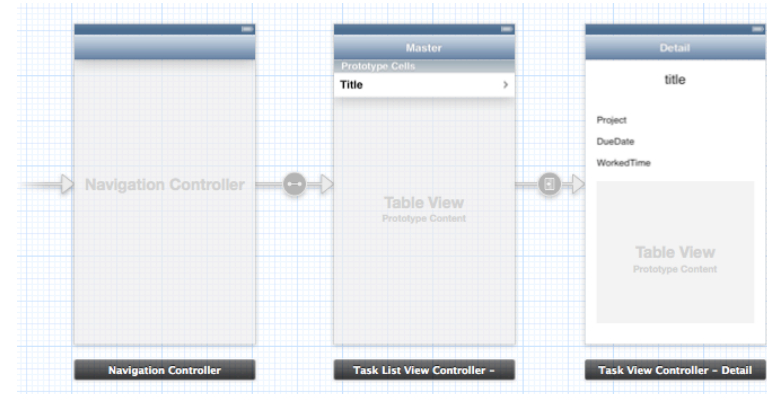 Navigation Controller
Navigation Controller
Master
Prototype Cells
Title
Table View
Prototype Content
Task List View Controller –
Detail
title
Project
DueDate
WorkedTime
Table View
Prototype Content
Task View Controller – Detail